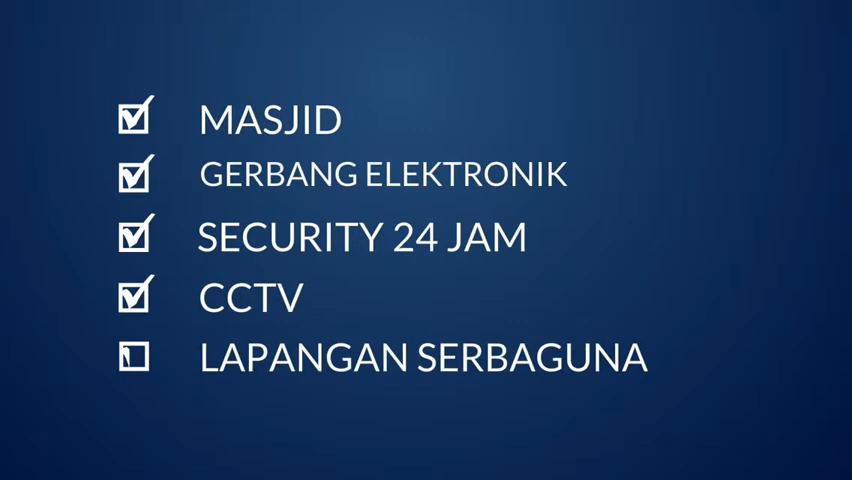 MASJID
GERBANG ELEKTRONIK
SECURITY 24 JAM
CCTV
LAPANGAN SERBAGUNA